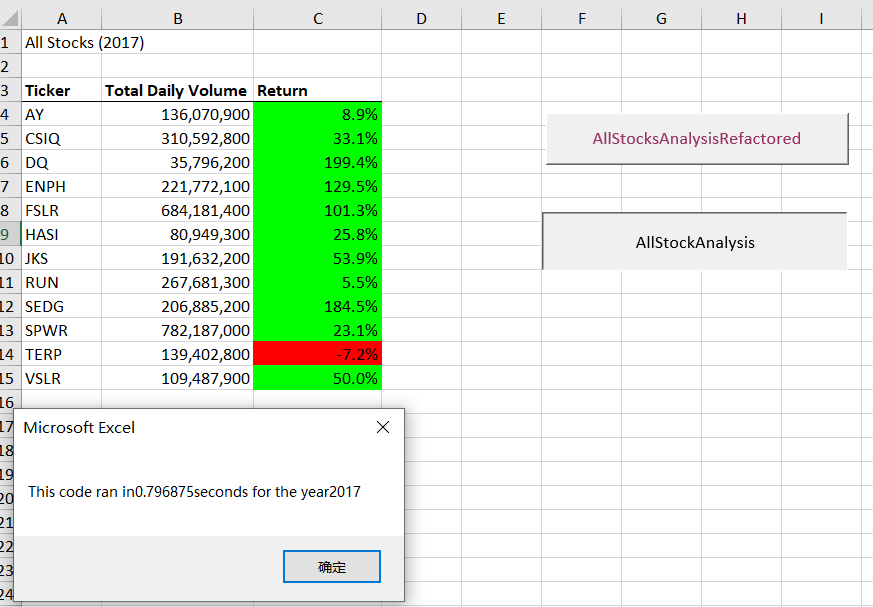 A B C D E F G H I
1 All Stocks (2017)
2
3 Ticker Total Daily Volume Return
4 AY 136,070,900 8.9%
5 CSIQ 310,592,800 33.1%
6 DQ 35,796,200 199.4%
7 ENPH 221,772,100 129.5%
8 FSLR 684,181,400 101.3%
9 HASI 80,949,300 25.8%
10 JKS 191,632,200 53.9%
11 RUN 267,681,300 5.5%
12 SEDG 206,885,200 184.5%
13 SPWR 782,187,000 23.1%
14 TERP 139,402,800 -7.2%
15 VSLR 109,487,900 50.0%
AllStocksAnalysisRefactored
AllStockAnalysis
16
17
18
19
20
21
22
23
24
Microsoft Excel
This code ran in0.796875seconds for the year2017
确定